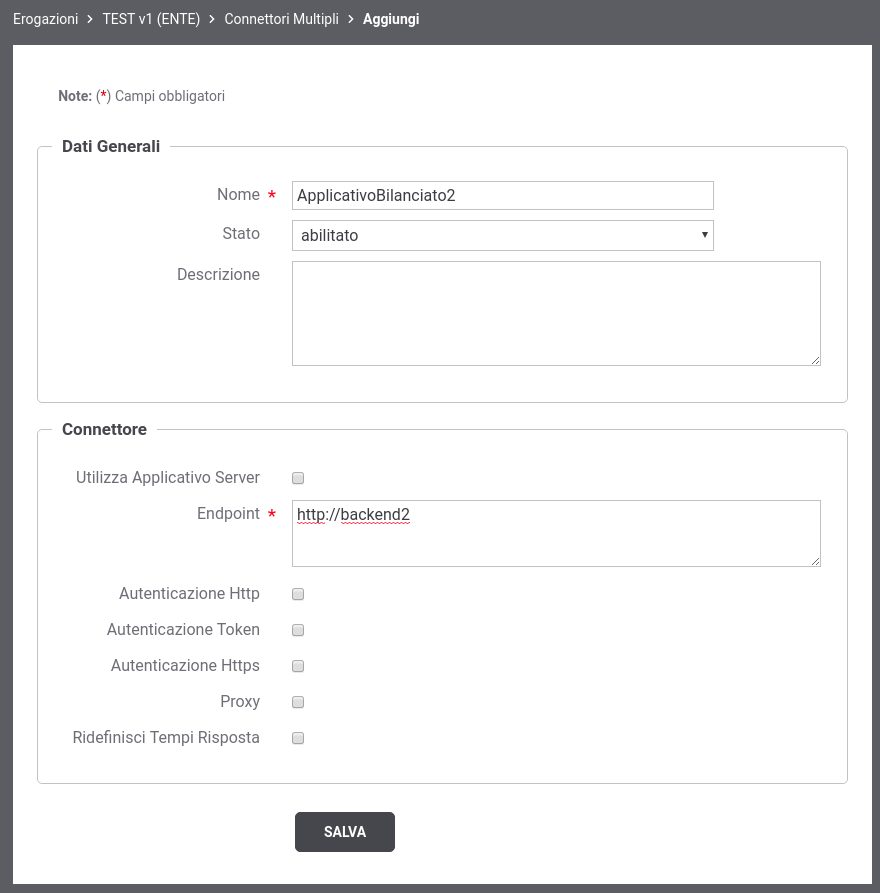 Erogazioni > TEST v1 (ENTE) > Connettori Multipli > Aggiungi
Note: (*) Campi obbligatori
Dati Generali
Nome * ApplicativoBilanciato2
Stato abilitato
Descrizione
Connettore
Utilizza Applicativo Server
Endpoint * http://backend2
Autenticazione Http
Autenticazione Token
Autenticazione Https
Proxy
Ridefinisci Tempi Risposta
SALVA